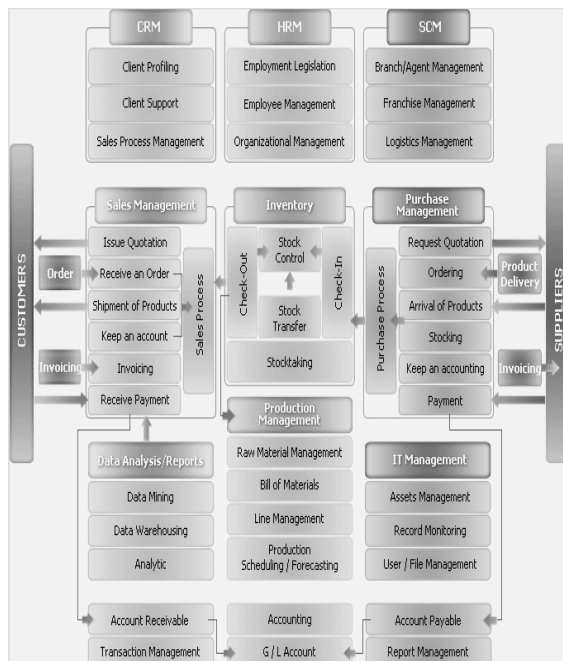 CRM
Client Profiling
Client Support
Sales Process Management
HRM
Employment Legislation
Employee Management
Organizational Management
SCM
Branch/Agent Management
Franchise Management
Logistics Management
CUSTOMERS
Order
Invoicing
Sales Management
Issue Quotation
Receive an Order
Shipment of Products
Keep an account
Invoicing
Receive Payment
Sales Process
Inventory
Check-Out
Stock
Control
Stock
Transfer
Check-In
Stocktaking
Purchase
Management
Purchase Process
Request Quotation
Ordering
Arrival of Products
Stocking
Keep an accounting
Payment
Product
Delivery
Invoicing
SUPPLIERS
Data Analysis/Reports
Data Mining
Data Warehousing
Analytic
Production
Management
Raw Material Management
Bill of Materials
Line Management
Production
Scheduling / Forecasting
IT Management
Assets Management
Record Monitoring
User / File Management
Account Receivable
Accounting
Account Payable
Transaction Management
G / L Account
Report Management